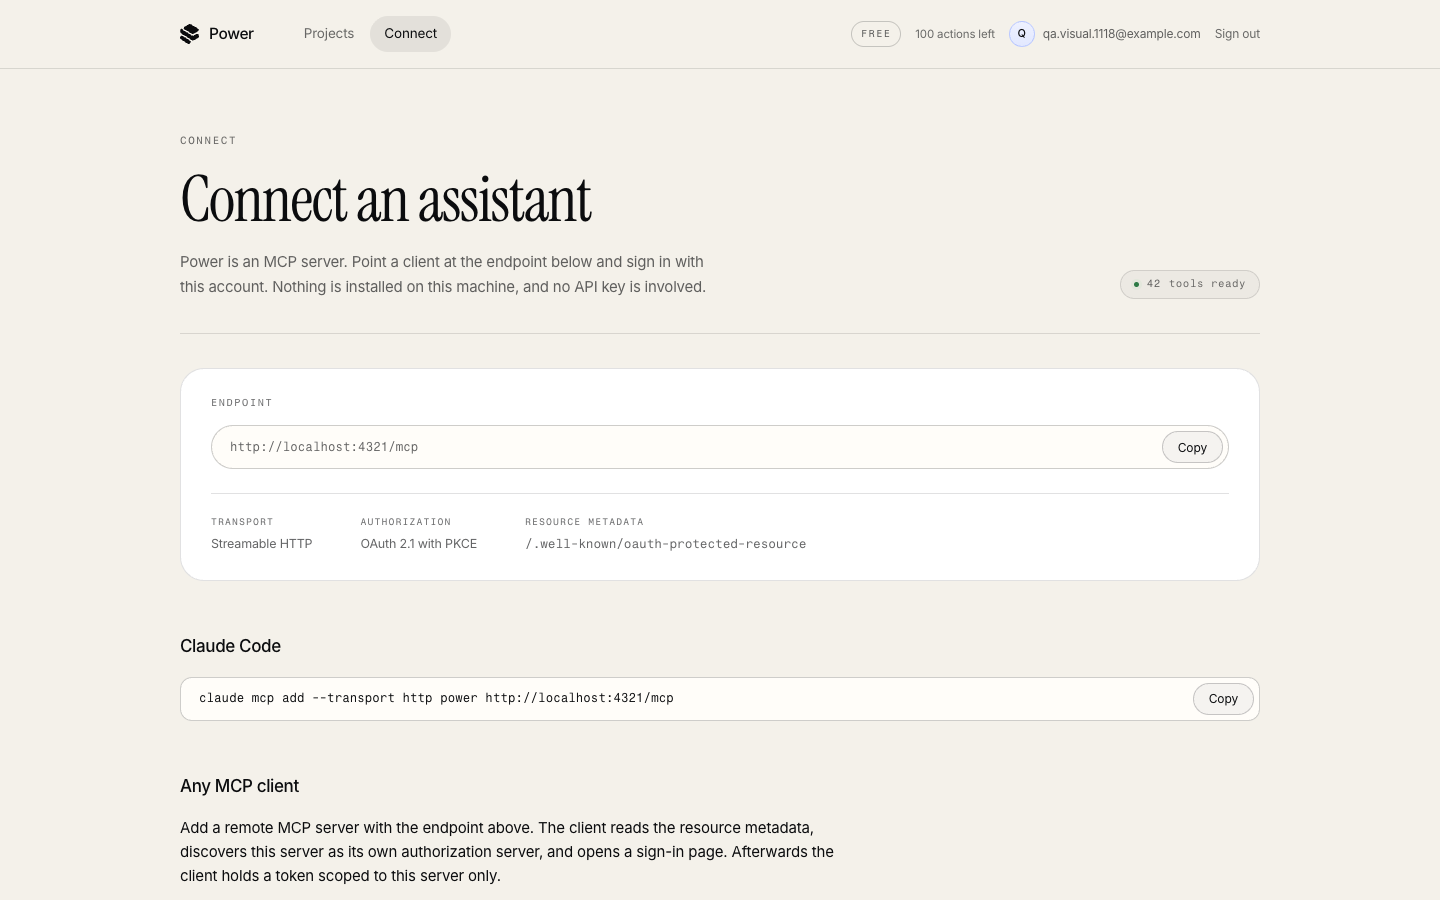 Power
Projects
Connect
FREE
100 actions left
Q
qa.visual.1118@example.com
Sign out
CONNECT
Connect an assistant
Power is an MCP server. Point a client at the endpoint below and sign in with
this account. Nothing is installed on this machine, and no API key is involved.
42 tools ready
ENDPOINT
http://localhost:4321/mcp
Copy
TRANSPORT
Streamable HTTP
AUTHORIZATION
OAuth 2.1 with PKCE
RESOURCE METADATA
/.well-known/oauth-protected-resource
Claude Code
claude mcp add --transport http power http://localhost:4321/mcp
Copy
Any MCP client
Add a remote MCP server with the endpoint above. The client reads the resource metadata,
discovers this server as its own authorization server, and opens a sign-in page. Afterwards the
client holds a token scoped to this server only.